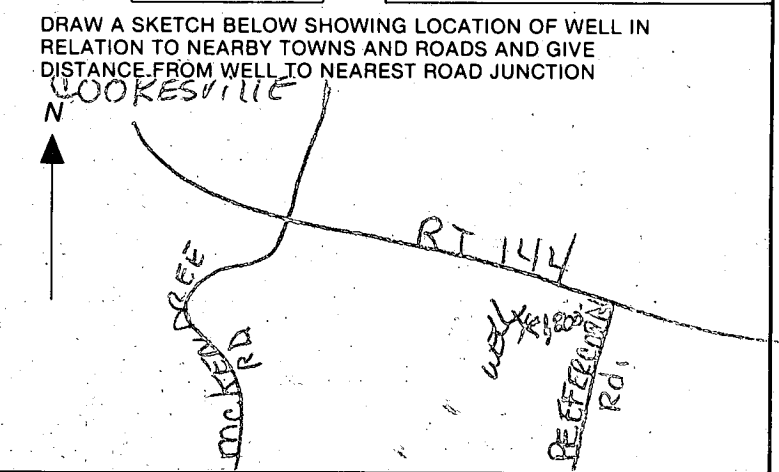 DRAW A SKETCH BELOW SHOWING LOCATION OF WELL IN
RELATION TO NEARBY TOWNS AND ROADS AND GIVE
DISTANCE FROM WELL TO NEAREST ROAD JUNCTION
COOKESVILLE
N
RT 144
McKENDREE
RD
WELL
Rd.